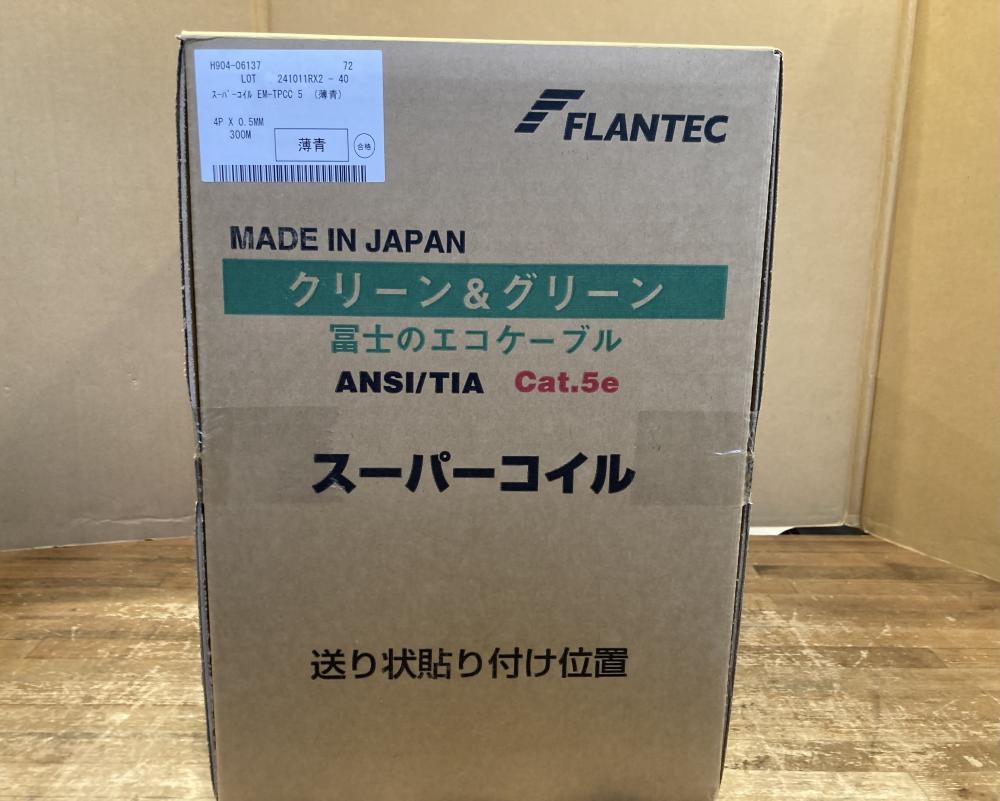 H904-06137 72
LOT 241011RX2 - 40
スーパーコイル EM-TPCC 5 (薄青)
4P X 0.5MM
300M
薄青
合格
FLANTEC
MADE IN JAPAN
クリーン&グリーン
冨士のエコケーブル
ANSI/TIA Cat.5e
スーパーコイル
送り状貼り付け位置